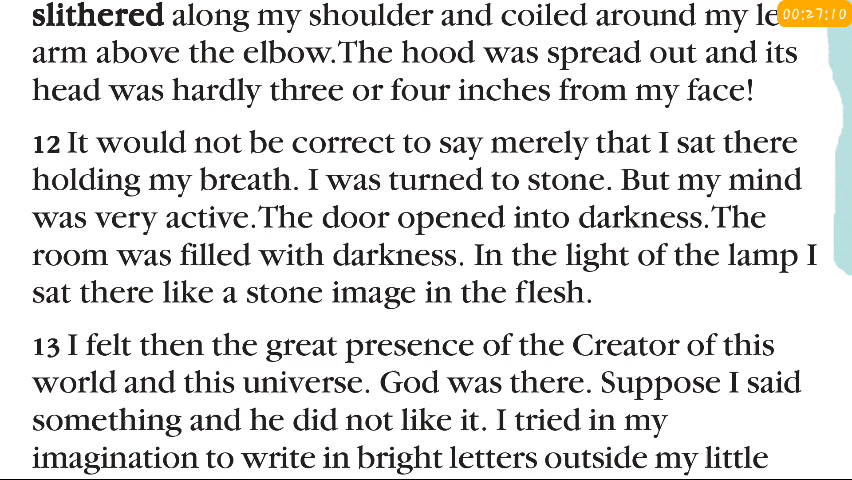 slithered along my shoulder and coiled around my
00:27:10
arm above the elbow.The hood was spread out and its
head was hardly three or four inches from my face!
12 It would not be correct to say merely that I sat there
holding my breath. I was turned to stone. But my mind
was very active.The door opened into darkness.The
room was filled with darkness. In the light of the lamp I
sat there like a stone image in the flesh.
13 I felt then the great presence of the Creator of this
world and this universe. God was there. Suppose I said
something and he did not like it. I tried in my
imagination to write in bright letters outside my little